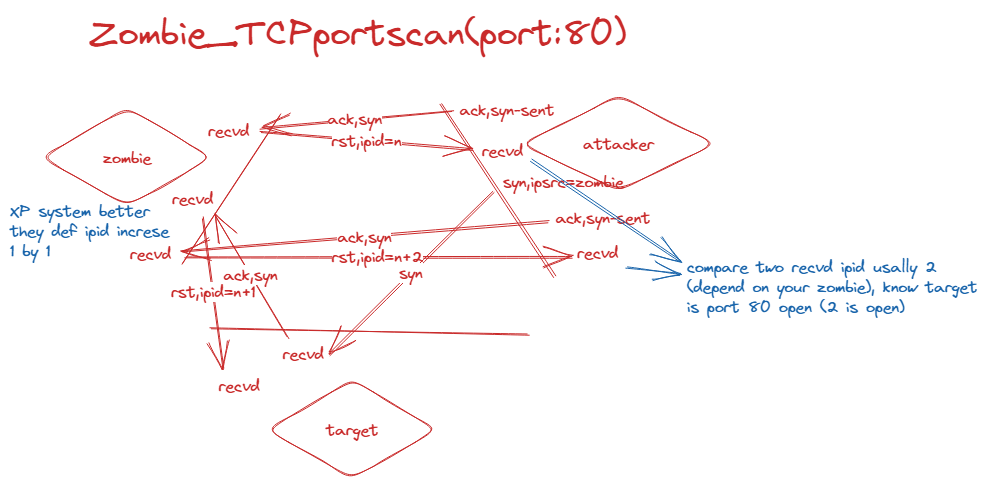 Zombie_TCPportscan(port:80)
ack,syn-sent
ack,syn
recvd
rst,ipid=n
recvd
attacker
zombie
syn,ipsrc=zombie
recvd
XP system better
they def ipid increse
1 by 1
ack,syn-sent
ack,syn
recvd
rst,ipid=n+2
recvd
syn
ack,syn
rst,ipid=n+1
compare two recvd ipid usally 2
(depend on your zombie), know target
is port 80 open (2 is open)
recvd
recvd
target